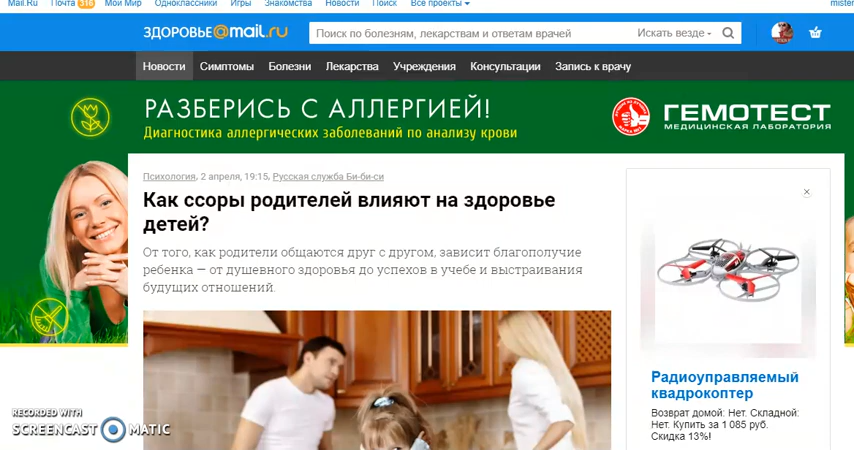 Mail.Ru Почта 316 Мой Мир Одноклассники Игры Знакомства Новости Поиск Все проекты mister
ЗДОРОВЬЕ@mail.ru Поиск по болезням, лекарствам и ответам врачей Искать везде
Новости Симптомы Болезни Лекарства Учреждения Консультации Запись к врачу
РАЗБЕРИСЬ С АЛЛЕРГИЕЙ!
Диагностика аллергических заболеваний по анализу крови
ГЕМОТЕСТ
МЕДИЦИНСКАЯ ЛАБОРАТОРИЯ
Психология, 2 апреля, 19:15, Русская служба Би-би-си
Как ссоры родителей влияют на здоровье
детей?
От того, как родители общаются друг с другом, зависит благополучие
ребенка — от душевного здоровья до успехов в учебе и выстраивания
будущих отношений.
Радиоуправляемый
квадрокоптер
Возврат домой: Нет. Складной:
Нет. Купить за 1 085 руб.
Скидка 13%!
RECORDED WITH
SCREENCAST MATIC